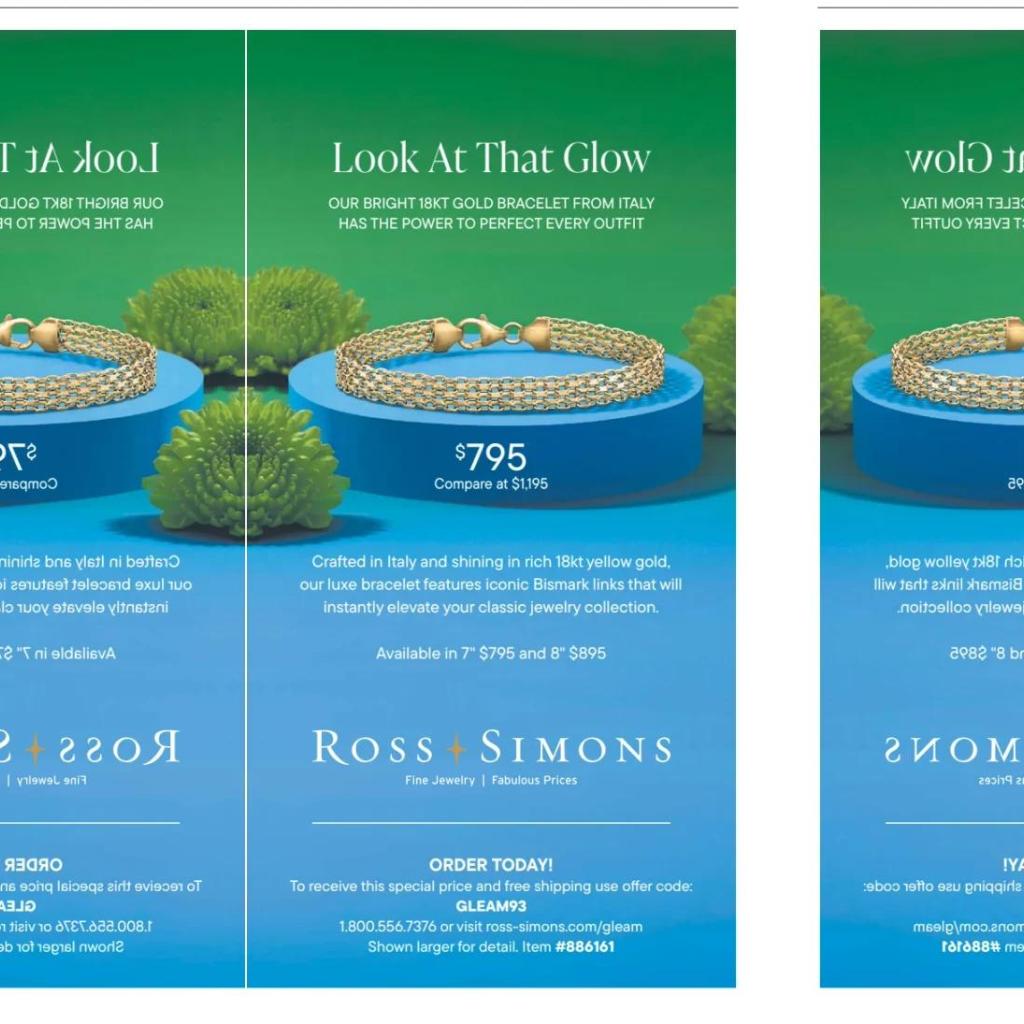 Look At That Glow
OUR BRIGHT 18KT GOLD BRACELET FROM ITALY
HAS THE POWER TO PERFECT EVERY OUTFIT
$795
Compare at $1,195
Crafted in Italy and shining in rich 18kt yellow gold,
our luxe bracelet features iconic Bismark links that will
instantly elevate your classic jewelry collection.
Available in 7" $795 and 8" $895
ROSS SIMONS
Fine Jewelry | Fabulous Prices
ORDER TODAY!
To receive this special price and free shipping use offer code:
GLEAM93
1.800.556.7376 or visit ross-simons.com/gleam
Shown larger for detail. Item #886161